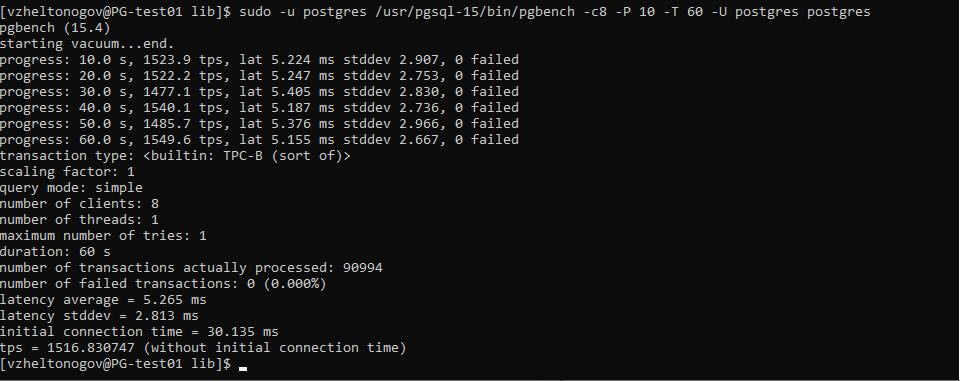 [vzheltonogov@PG-test01 lib]$ sudo -u postgres /usr/pgsql-15/bin/pgbench -c8 -P 10 -T 60 -U postgres postgres
pgbench (15.4)
starting vacuum...end.
progress: 10.0 s, 1523.9 tps, lat 5.224 ms stddev 2.907, 0 failed
progress: 20.0 s, 1522.2 tps, lat 5.247 ms stddev 2.753, 0 failed
progress: 30.0 s, 1477.1 tps, lat 5.405 ms stddev 2.830, 0 failed
progress: 40.0 s, 1540.1 tps, lat 5.187 ms stddev 2.736, 0 failed
progress: 50.0 s, 1485.7 tps, lat 5.376 ms stddev 2.966, 0 failed
progress: 60.0 s, 1549.6 tps, lat 5.155 ms stddev 2.667, 0 failed
transaction type: <builtin: TPC-B (sort of)>
scaling factor: 1
query mode: simple
number of clients: 8
number of threads: 1
maximum number of tries: 1
duration: 60 s
number of transactions actually processed: 90994
number of failed transactions: 0 (0.000%)
latency average = 5.265 ms
latency stddev = 2.813 ms
initial connection time = 30.135 ms
tps = 1516.830747 (without initial connection time)
[vzheltonogov@PG-test01 lib]$